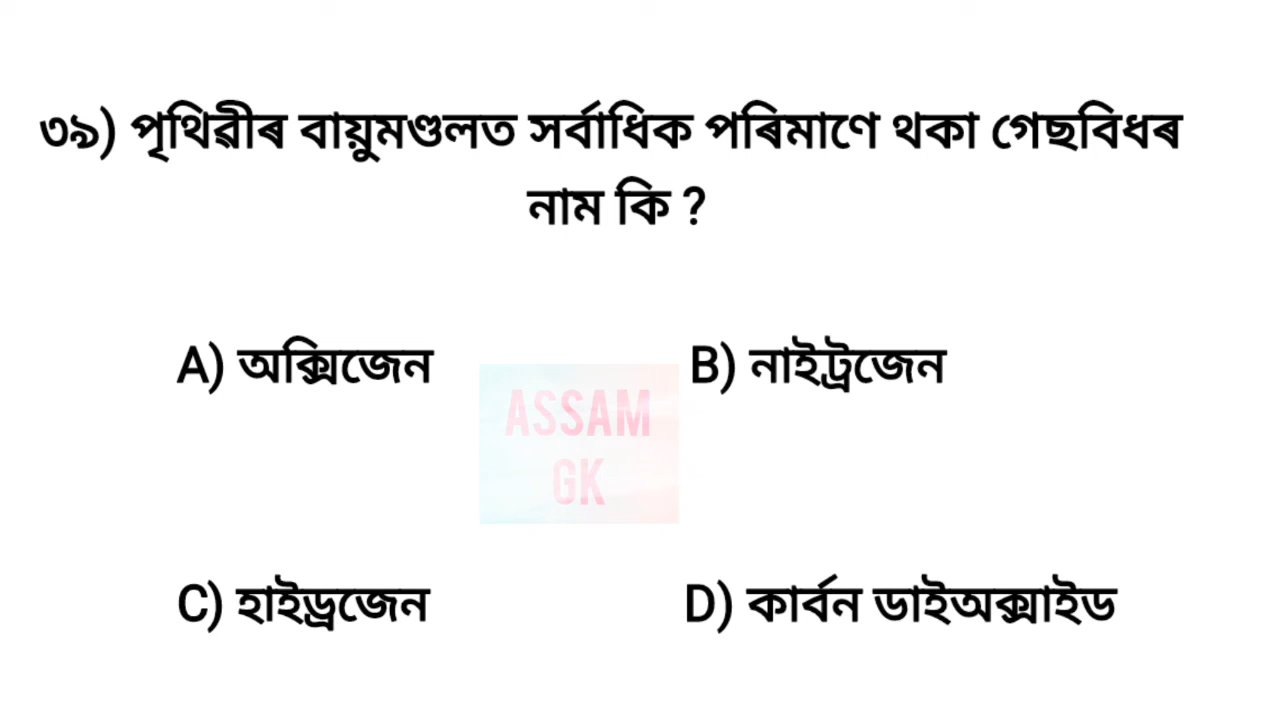 ৩৯) পৃথিৱীৰ বায়ুমণ্ডলত সৰ্বাধিক পৰিমাণে থকা গেছবিধৰ
নাম কি ?
A) অক্সিজেন B) নাইট্ৰজেন
ASSAM
GK
C) হাইড্ৰজেন D) কাৰ্বন ডাইঅক্সাইড